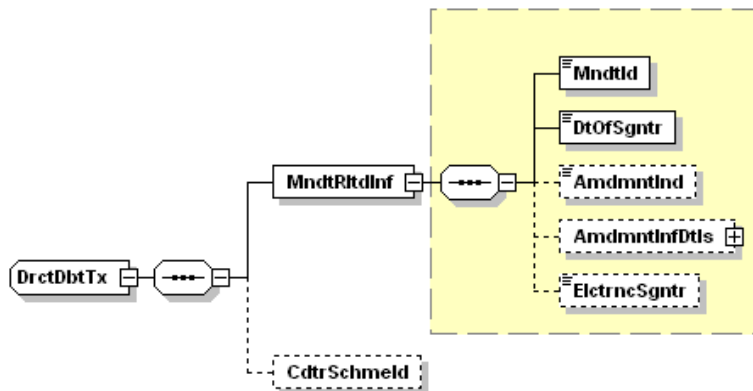 MndtId
DtOfSgntr
MndtRltdInf
AmdmntInd
AmdmntInfDtls
DrctDbtTx
ElctrncSgntr
CdtrSchmeId